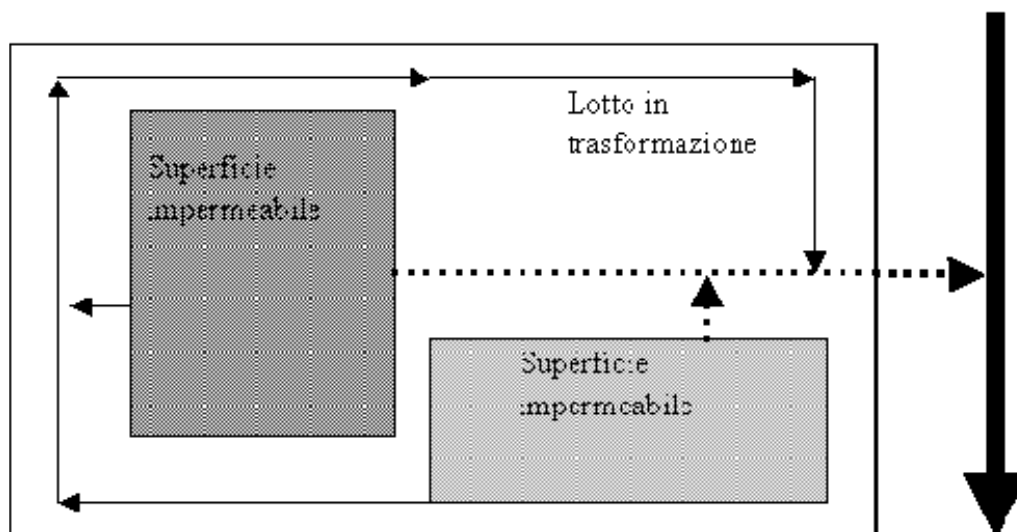 Lotto in
trasformazione
Superficie
impermeabile
Superficie
impermeabile